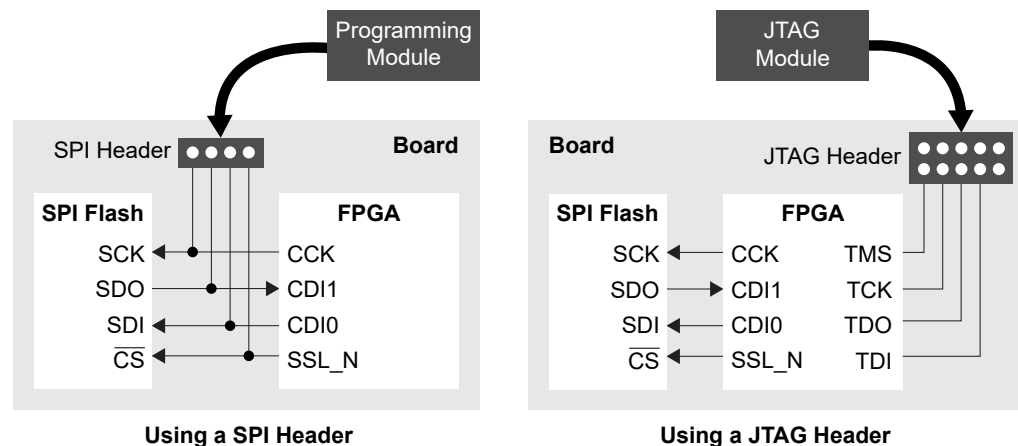 Programming
Module
SPI Header
Board
SPI Flash
FPGA
SCK
CCK
SDO
CDI1
SDI
CDI0
CS
SSL_N
Using a SPI Header
JTAG
Module
Board
JTAG Header
SPI Flash
FPGA
SCK
CCK
TMS
SDO
CDI1
TCK
SDI
CDI0
TDO
CS
SSL_N
TDI
Using a JTAG Header